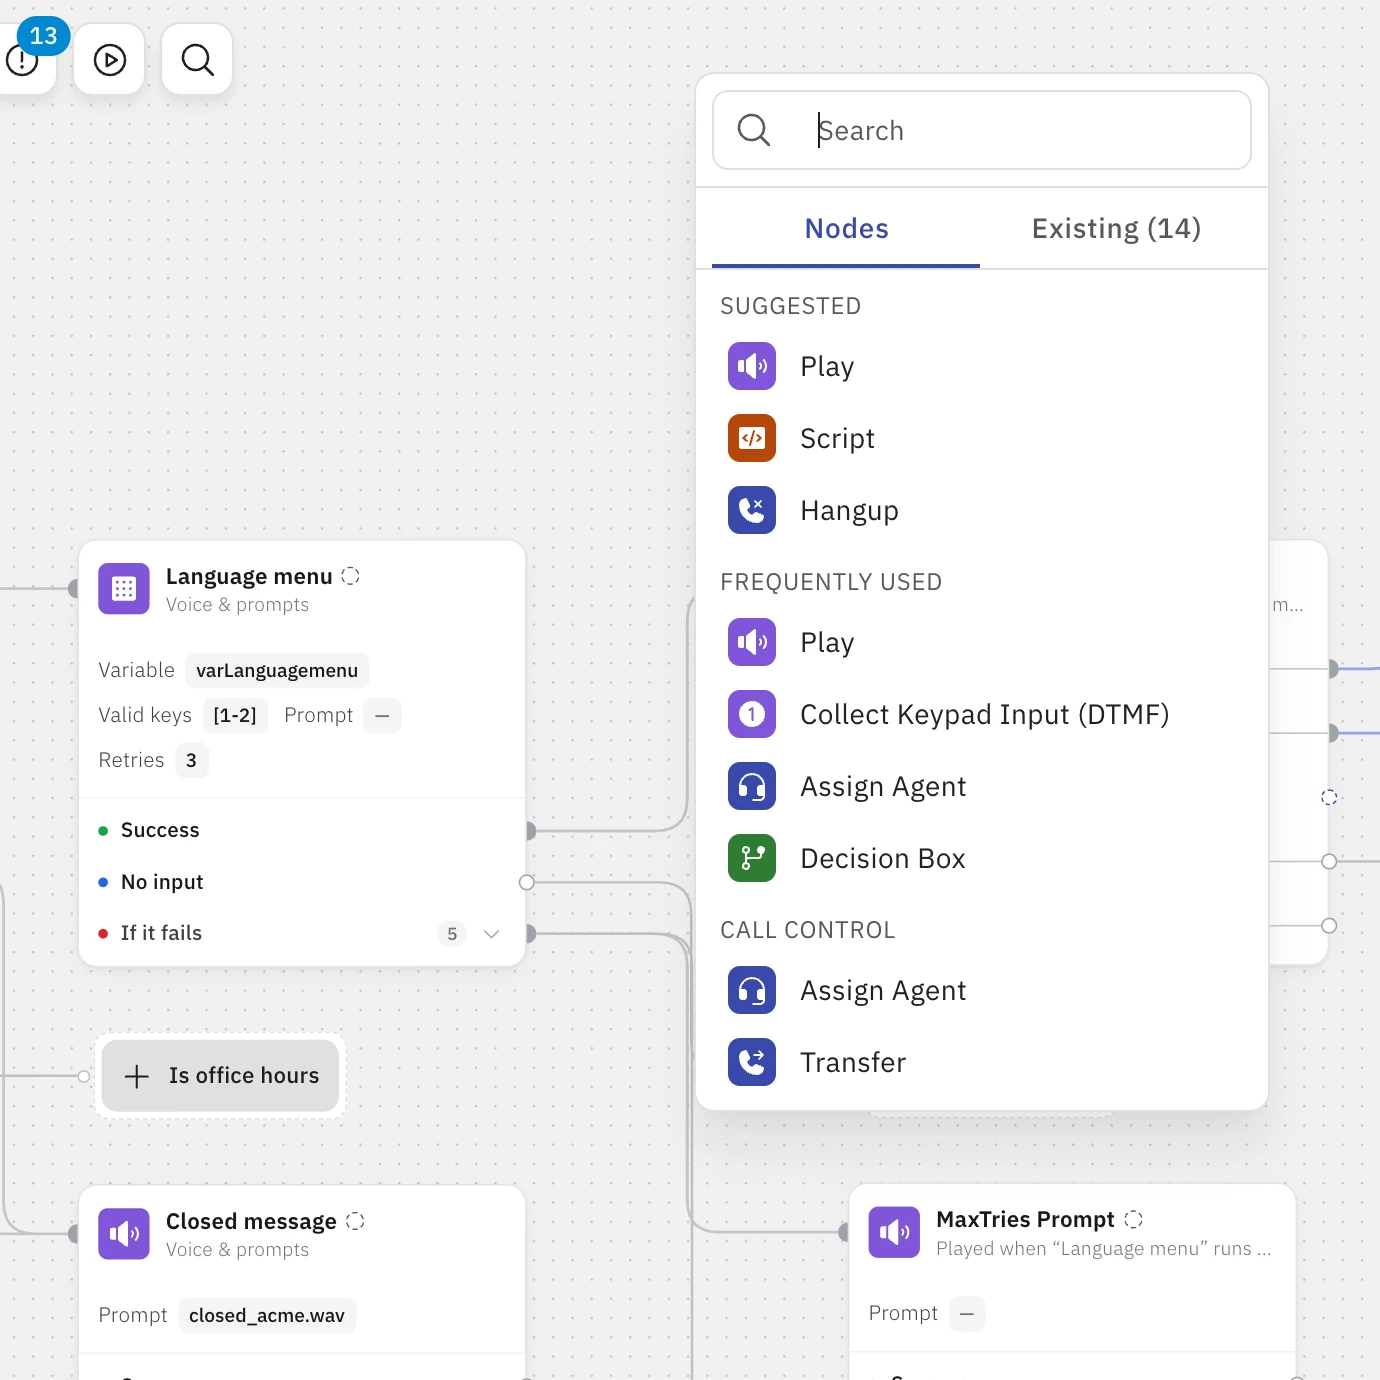 13
Search
Nodes
Existing (14)
SUGGESTED
Play
Script
Hangup
FREQUENTLY USED
Play
Collect Keypad Input (DTMF)
Assign Agent
Decision Box
CALL CONTROL
Assign Agent
Transfer
Language menu
Voice & prompts
Variable varLanguagemenu
Valid keys [1-2] Prompt –
Retries 3
Success
No input
If it fails 5
m...
Is office hours
Closed message
Voice & prompts
Prompt closed_acme.wav
MaxTries Prompt
Played when “Language menu” runs ...
Prompt –